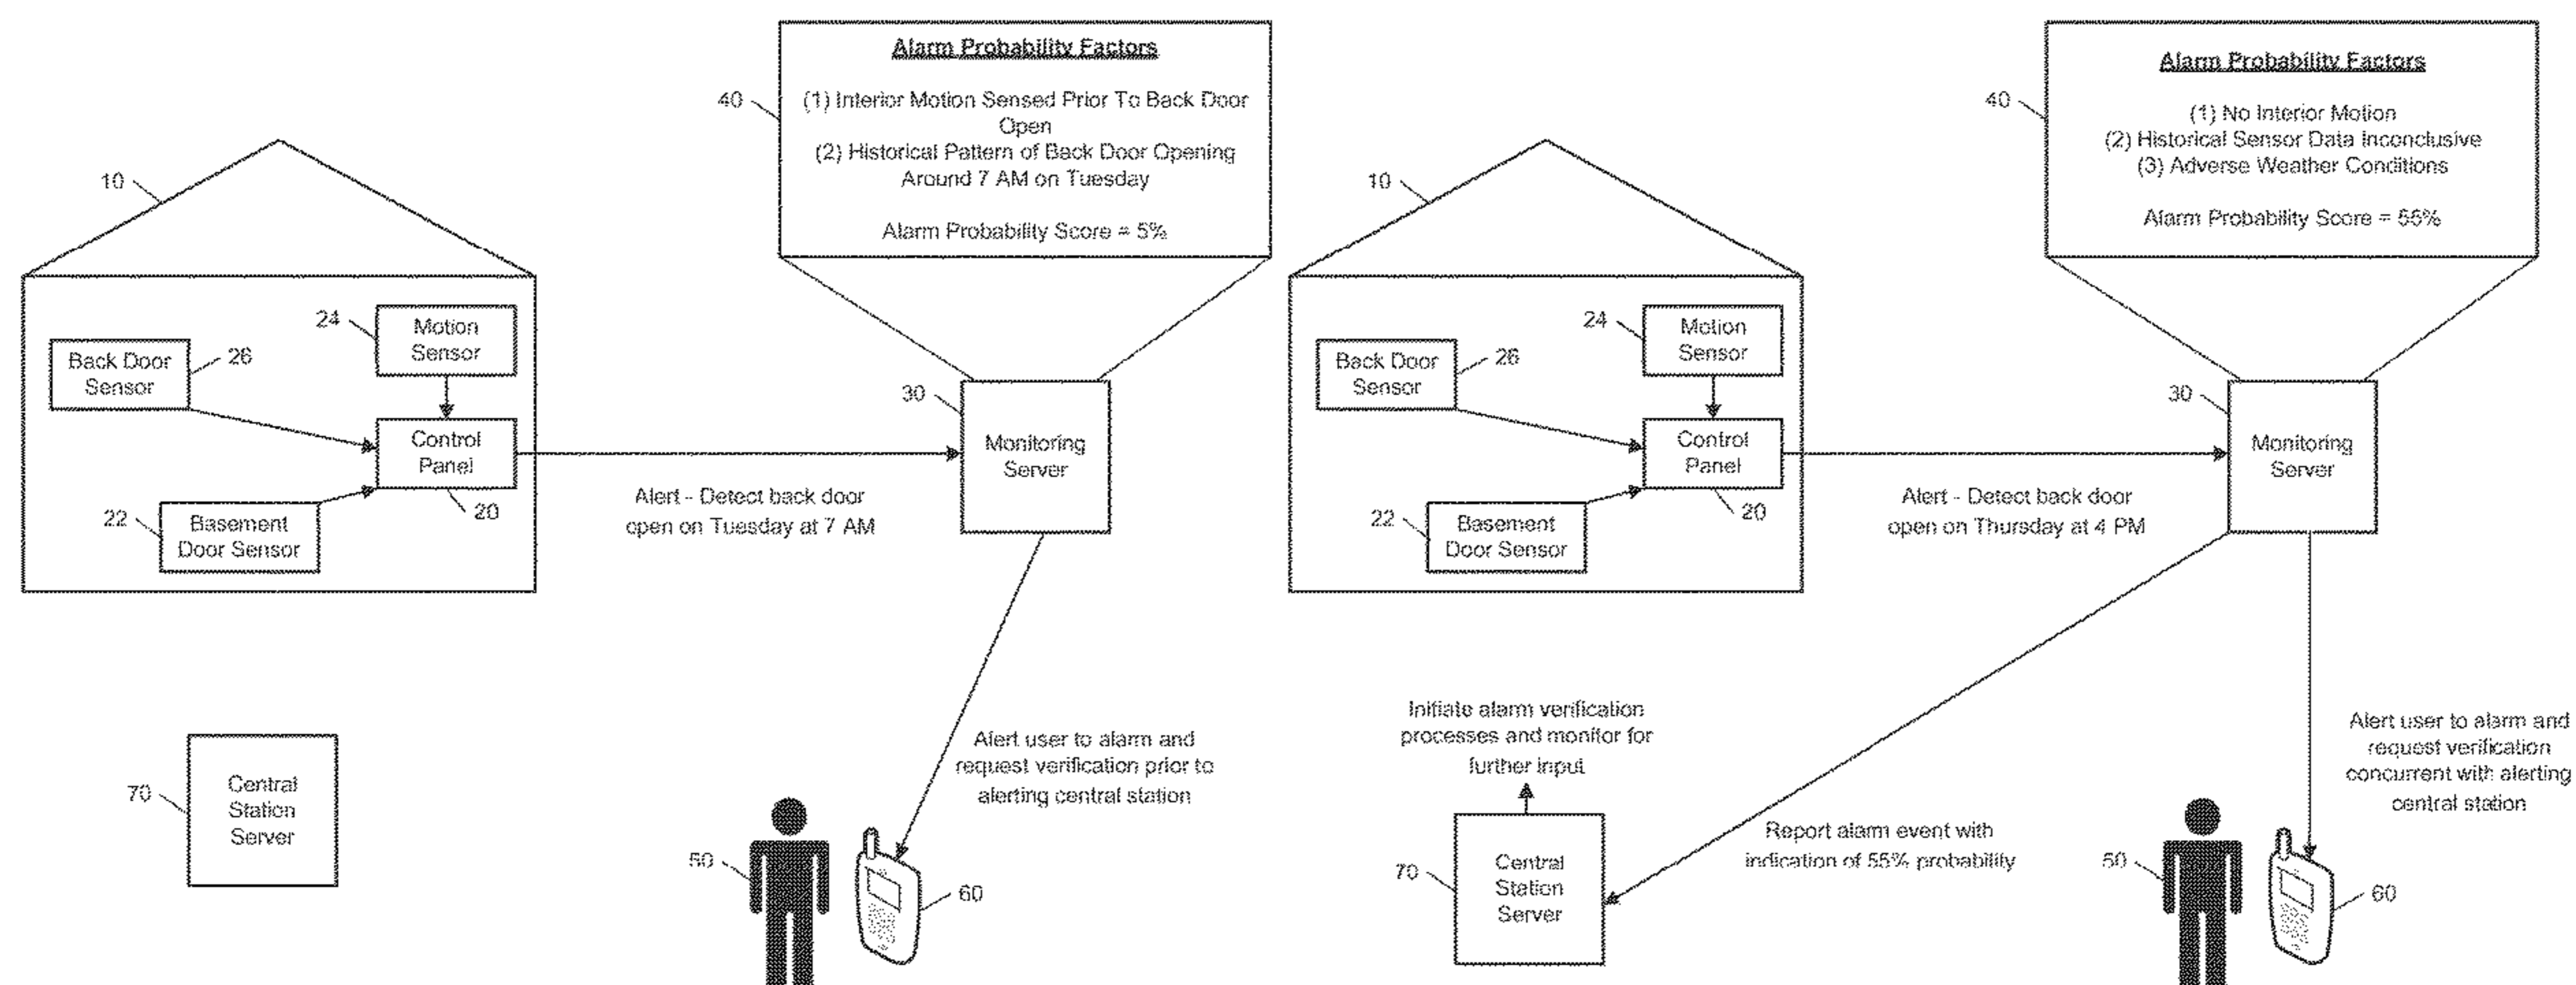 Alarm Probability Factors
40
(1) Interior Motion Sensed Prior To Back Door
Open
(2) Historical Pattern of Back Door Opening
Around 7 AM on Tuesday
Alarm Probability Score = 5%
10
24
Motion
Sensor
Back Door
Sensor
26
Control
Panel
20
22
Basement
Door Sensor
Alert - Detect back door
open on Tuesday at 7 AM
30
Monitoring
Server
70
Central
Station
Server
Alert user to alarm and
request verification prior to
alerting central station
50
60
Alarm Probability Factors
40
(1) No Interior Motion
(2) Historical Sensor Data Inconclusive
(3) Adverse Weather Conditions
Alarm Probability Score = 55%
10
24
Motion
Sensor
Back Door
Sensor
26
Control
Panel
20
22
Basement
Door Sensor
Alert - Detect back door
open on Thursday at 4 PM
30
Monitoring
Server
Initiate alarm verification
processes and monitor for
further input
70
Central
Station
Server
Report alarm event with
indication of 55% probability
Alert user to alarm and
request verification
concurrent with alerting
central station
50
60